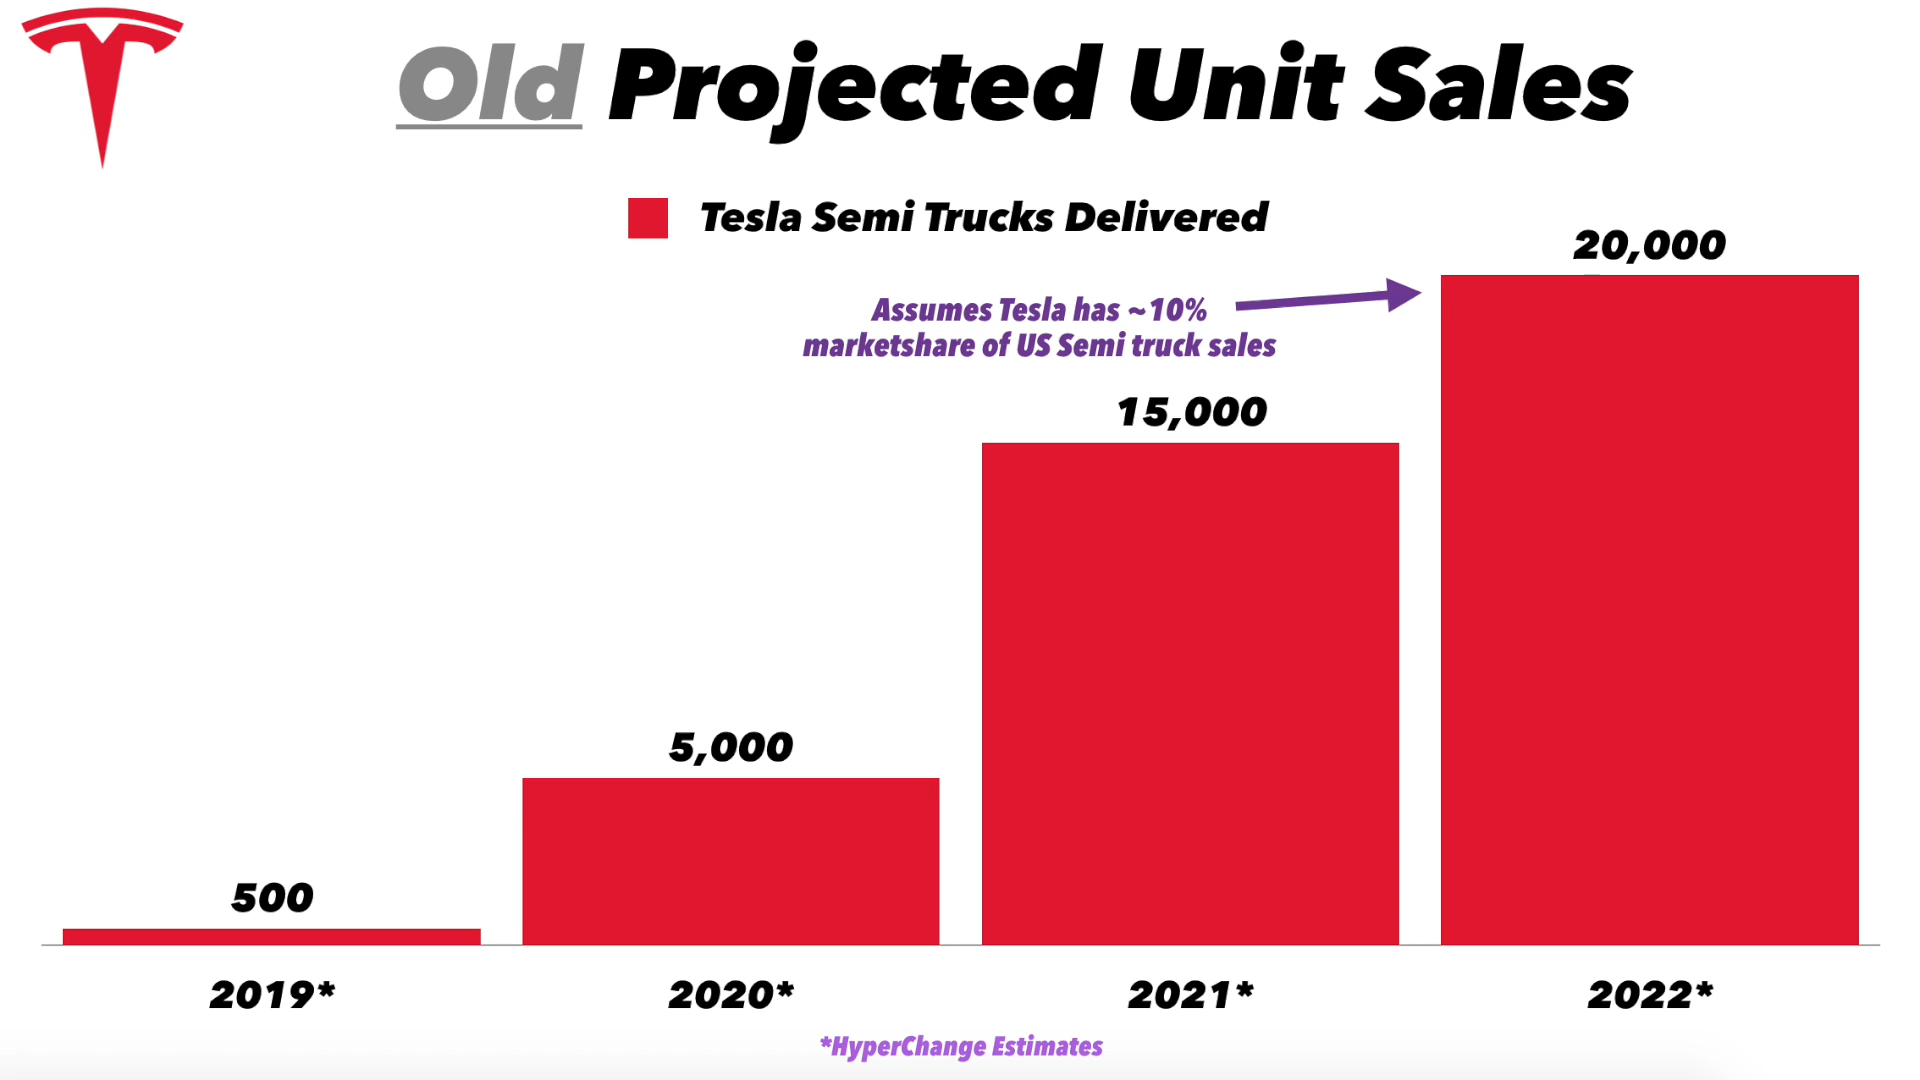 Old Projected Unit Sales
Tesla Semi Trucks Delivered
20,000
Assumes Tesla has ~10%
marketshare of US Semi truck sales
15,000
5,000
500
2019* 2020* 2021* 2022*
*HyperChange Estimates